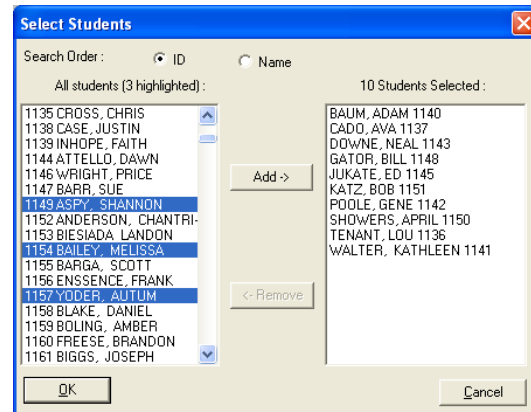 Select Students
Search Order :
ID
Name
All students (3 highlighted) :
1135 CROSS, CHRIS
1138 CASE, JUSTIN
1139 INHOPE, FAITH
1144 ATTELLO, DAWN
1146 WRIGHT, PRICE
1147 BARR, SUE
1149 ASPY, SHANNON
1152 ANDERSON, CHANTRI-
1153 BIESIADA LANDON
1154 BAILEY, MELISSA
1155 BARGA, SCOTT
1156 ENSSENCE, FRANK
1157 YODER, AUTUM
1158 BLAKE, DANIEL
1159 BOLING, AMBER
1160 FREESE, BRANDON
1161 BIGGS, JOSEPH
Add ->
<- Remove
10 Students Selected :
BAUM, ADAM 1140
CADO, AVA 1137
DOWNE, NEAL 1143
GATOR, BILL 1148
JUKATE, ED 1145
KATZ, BOB 1151
POOLE, GENE 1142
SHOWERS, APRIL 1150
TENANT, LOU 1136
WALTER, KATHLEEN 1141
OK
Cancel